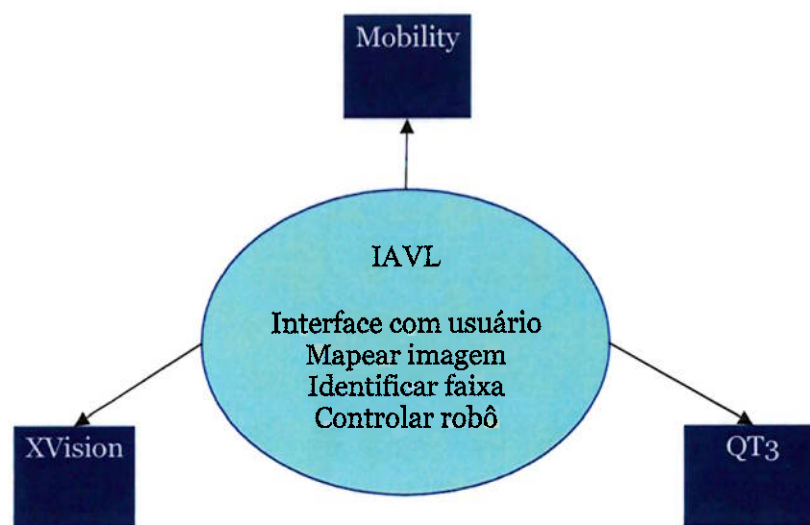 Mobility
IAVL
Interface com usuário
Mapear imagem
Identificar faixa
Controlar robô
XVision
QT3